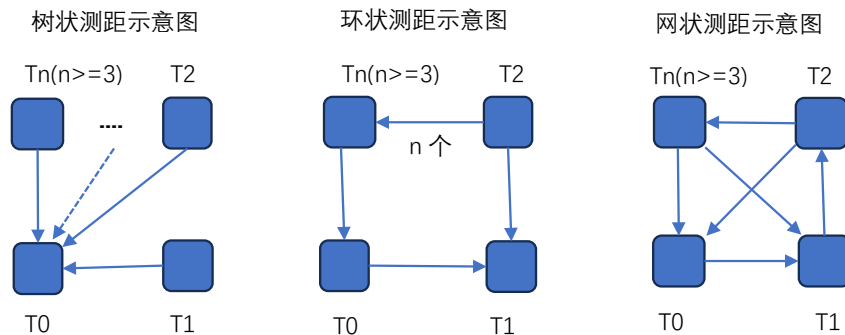 树状测距示意图
环状测距示意图
网状测距示意图
Tn(n>=3)
T2
Tn(n>=3)
T2
Tn(n>=3)
T2
....
n 个
T0
T1
T0
T1
T0
T1